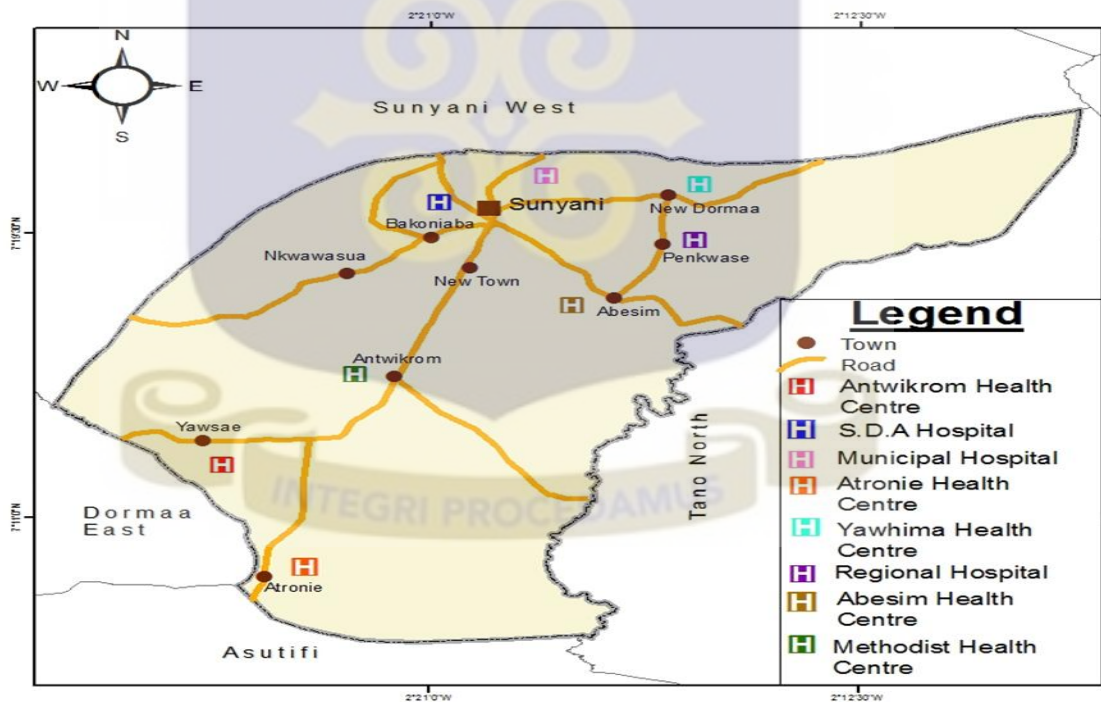 2°21'0"W
2°12'30"W
N
W
E
S
Sunyani West
Sunyani
New Dormaa
Bakoniaba
Nkwawasua
New Town
Penkwase
Abesim
Antwikrom
Yawsae
Dormaa
East
Atronie
Asutifi
Tano North
INTEGRI PROCEDAMUS
Legend
Town
Road
H Antwikrom Health
Centre
H S.D.A Hospital
H Municipal Hospital
H Atronie Health
Centre
H Yawhima Health
Centre
H Regional Hospital
H Abesim Health
Centre
H Methodist Health
Centre
2°21'0"W
2°12'30"W